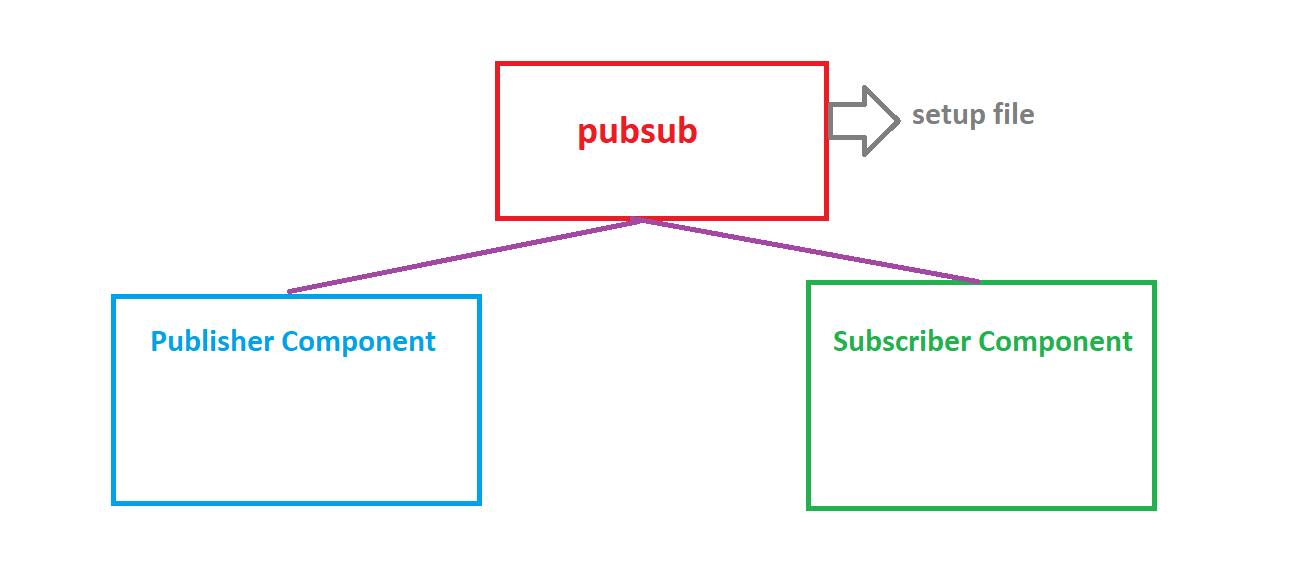 pubsub
setup file
Publisher Component
Subscriber Component